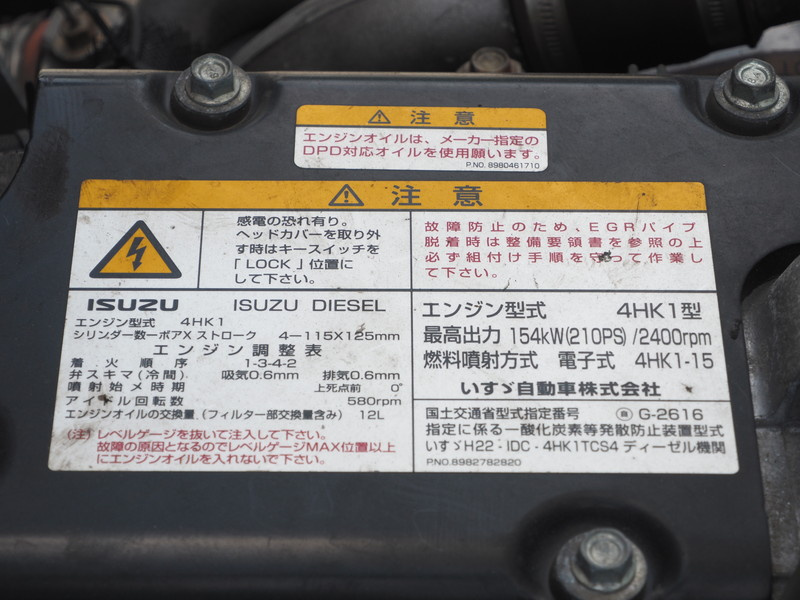 ⚠ 注意
エンジンオイルは、メーカー指定の
DPD対応オイルを使用願います。
P.NO. 8980461710
⚠ 注意
感電の恐れ有り。
ヘッドカバーを取り外
す時はキースイッチを
「LOCK」位置に
して下さい。
故障防止のため、EGRパイプ
脱着時は整備要領書を参照の上
必ず組付け手順を守って作業し
て下さい。
ISUZU ISUZU DIESEL
エンジン型式 4HK1
シリンダー数ーボアXストローク 4－115X125mm
エンジン調整表
着火順序 1-3-4-2
弁スキマ(冷間) 吸気0.6mm 排気0.6mm
噴射始メ時期 上死点前 0°
アイドル回転数 580rpm
エンジンオイルの交換量.(フィルター部交換量含み) 12L
(注)レベルゲージを抜いて注入して下さい。
故障の原因となるのでレベルゲージMAX位置以上
にエンジンオイルを入れないで下さい。
エンジン型式 4HK1型
最高出力 154kW(210PS)/2400rpm
燃料噴射方式 電子式 4HK1-15
いすゞ自動車株式会社
国土交通省型式指定番号 G-2616
指定に係る一酸化炭素等発散防止装置型式
いすゞH22・IDC・4HK1TCS4 ディーゼル機関
P.NO.8982782820